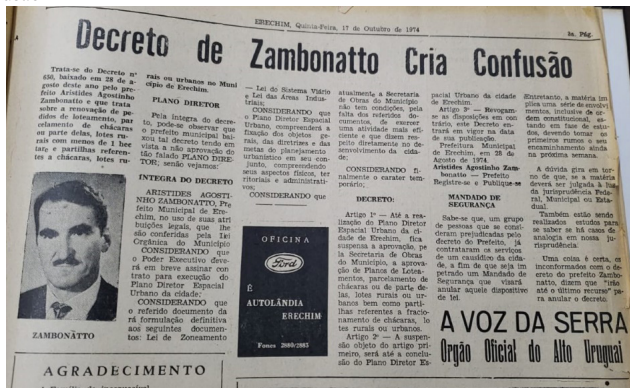 ERECHIM, Quinta-Feira, 17 de Outubro de 1974
Pág.
Decreto de Zambonatto Cria Confusão
Trata-se do Decreto nº
850, baixado em 28 de a-
gosto deste ano pelo pre-
feito Aristides Agostinho
Zambonatto e que trata
sobre a renovação de pe-
didos de loteamento, par-
celamento de chácaras
ou parte delas, lotes ru-
rais com menos de 1 hec
tare e partilhas referen-
tes a chácaras, lotes ru-
ZAMBONATTO
AGRADECIMENTO
rais ou urbanos no Muni
cípio de Erechim.
PLANO DIRETOR
Pela íntegra do decre-
to, pode-se observar que
o prefeito municipal bai-
xou tal decreto tendo em
vista a não aprovação do
tão falado PLANO DIRE-
TOR; senão vejamos:
INTEGRA DO DECRETO
ARISTIDES AGOSTI-
NHO ZAMBONATTO, Pre
feito Municipal de Ere-
chim, no uso de suas atri
buições legais, que lhe
são conferidas pela Lei
Orgânica do Município
CONSIDERANDO que
o Poder Executivo deve-
rá em breve assinar con
trato para execução do
Plano Diretor Espacial
Urbano da cidade;
CONSIDERANDO que
o referido documento da
rá formulação definitiva
aos seguintes documen-
tos: Lei de Zoneamento
— Lei do Sistema Viário
e Lei das Areas Indus-
triais;
CONSIDERANDO que
o Plano Diretor Espacial
Urbano, compreenderá a
fixação dos objeti-
vos, das diretrizes e das
metas do planejamento
urbanístico em seu con-
junto, compreendendo
seus aspectos físicos, ter
ritoriais e administrati-
vos;
CONSIDERANDO que
OFICINA
Ford
É
AUTOLÂNDIA
ERECHIM
Fones 2680/2883
atualmente a Secretaria
de Obras do Município
não tem condições, pela
falta dos referidos docu-
mentos, de exercer
uma atividade mais efi
ciente e que dizem res-
peito diretamente no de-
senvolvimento da cida-
de;
CONSIDERANDO fi-
nalmente o carater tem-
porário;
DECRETO:
Artigo 1º — Até a rea-
lização do Plano Diretor
Espacial Urbano da cida
de de Erechim, fica
suspensa a aprovação, pe
la Secretaria de Obras
do Município, a aprova-
ção de Planos de Lotea-
mentos, parcelamento de
chácaras ou de parte de-
las, lotes rurais ou ur-
banos bem como parti-
lhas referentes a fracio-
namento de chácaras, lo
tes rurais ou urbanos.
Artigo 2º — A suspen-
são objeto do artigo pri-
meiro, será até a conclu-
são do Plano Diretor Es-
pacial Urbano da cidade
de Erechim.
Artigo 3º — Revogam-
se as disposições em con
trário, este Decreto en-
trará em vigor na data
de sua publicação.
Prefeitura Municipal
de Erechim, em 28 de
Agosto de 1974.
Aristides Agostinho Zam-
bonatto — Prefeito
Registre-se e Publique-se
MANDADO DE
SEGURANÇA
Sabe-se que, um grupo
de pessoas que se consi-
deram prejudicadas pelo
decreto do Prefeito, já
contrataram os serviços
de um causídico da cida
de, a fim de que seja im
petrado um Mandado de
Segurança que visará
anular aquele dispositivo
de lei.
Entretanto, a matéria im
plica uma série de envol
vimentos, inclusive de or
dem constitucional, es-
tando em fase de estu-
dos, devendo tomar os
primeiros rumos e seu
encaminhamento ainda
na próxima semana.
A dúvida gira em tor-
no de que, se a matéria
deverá ser julgada à luz
da jurisprudência Fede-
ral, Municipal ou Esta-
dual.
Também estão sendo
realizados estudos para
se saber se há casos de
analogia em nossa ju-
risprudência
Uma coisa é certa, os
inconformados com o de-
creto do prefeito Zambo-
natto, dizem que "irão
até o último recurso" pa
ra anular o decreto.
A VOZ DA SERRA
Orgão Oficial do Alto Uruguai